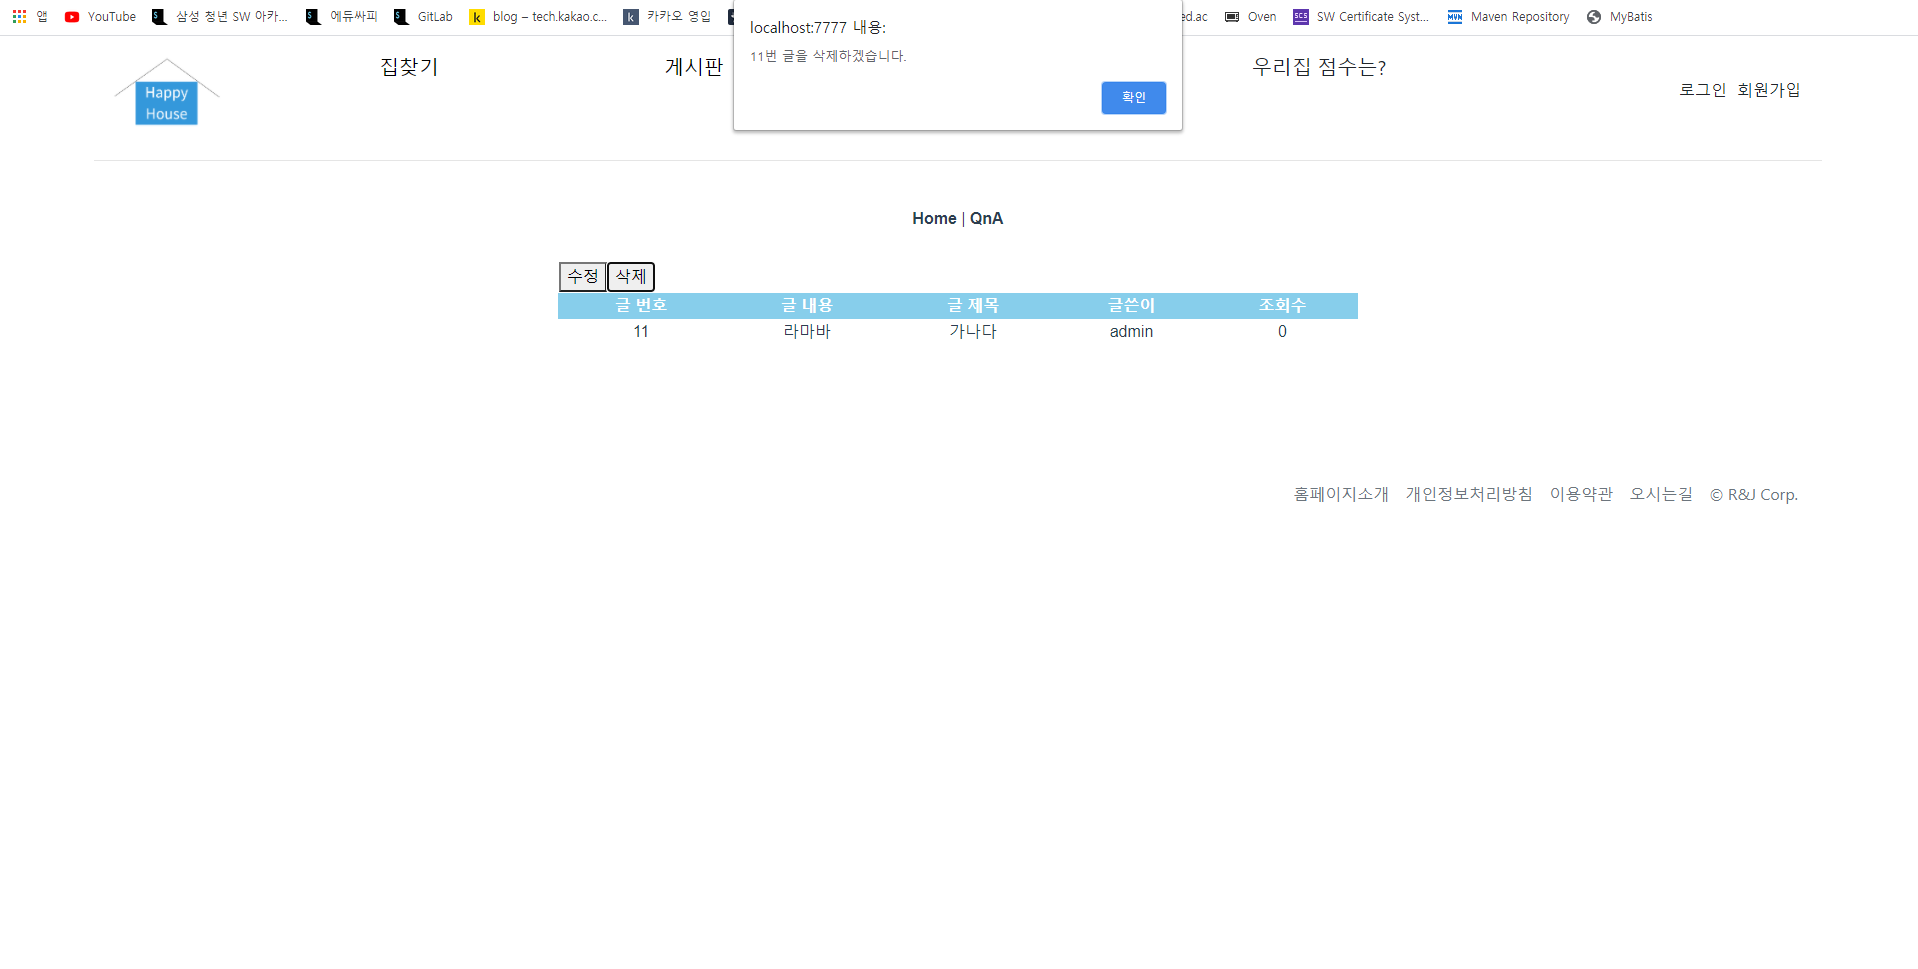 앱 YouTube 삼성 청년 SW 아카... 에듀싸피 GitLab blog – tech.kakao.c... 카카오 영입 ed.ac Oven SW Certificate Syst... Maven Repository MyBatis
localhost:7777 내용:
11번 글을 삭제하겠습니다.
확인
Happy
House
집찾기 게시판 우리집 점수는?
로그인 회원가입
Home | QnA
수정 삭제
글 번호 글 내용 글 제목 글쓴이 조회수
11 라마바 가나다 admin 0
홈페이지소개 개인정보처리방침 이용약관 오시는길 © R&J Corp.